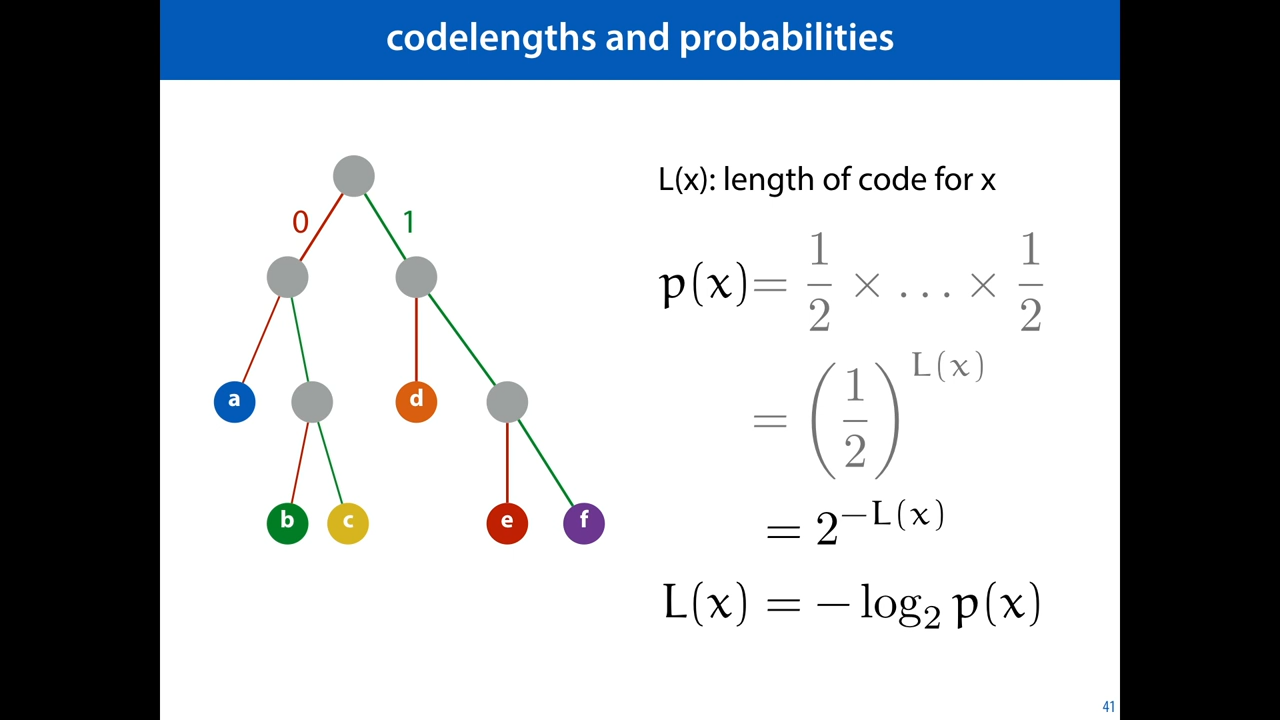 codelengths and probabilities
0 1
a
d
b
c
e
f
L(x): length of code for x
p(x) = 1/2 × ... × 1/2
= (1/2)^L(x)
= 2^−L(x)
L(x) = − log₂ p(x)
41